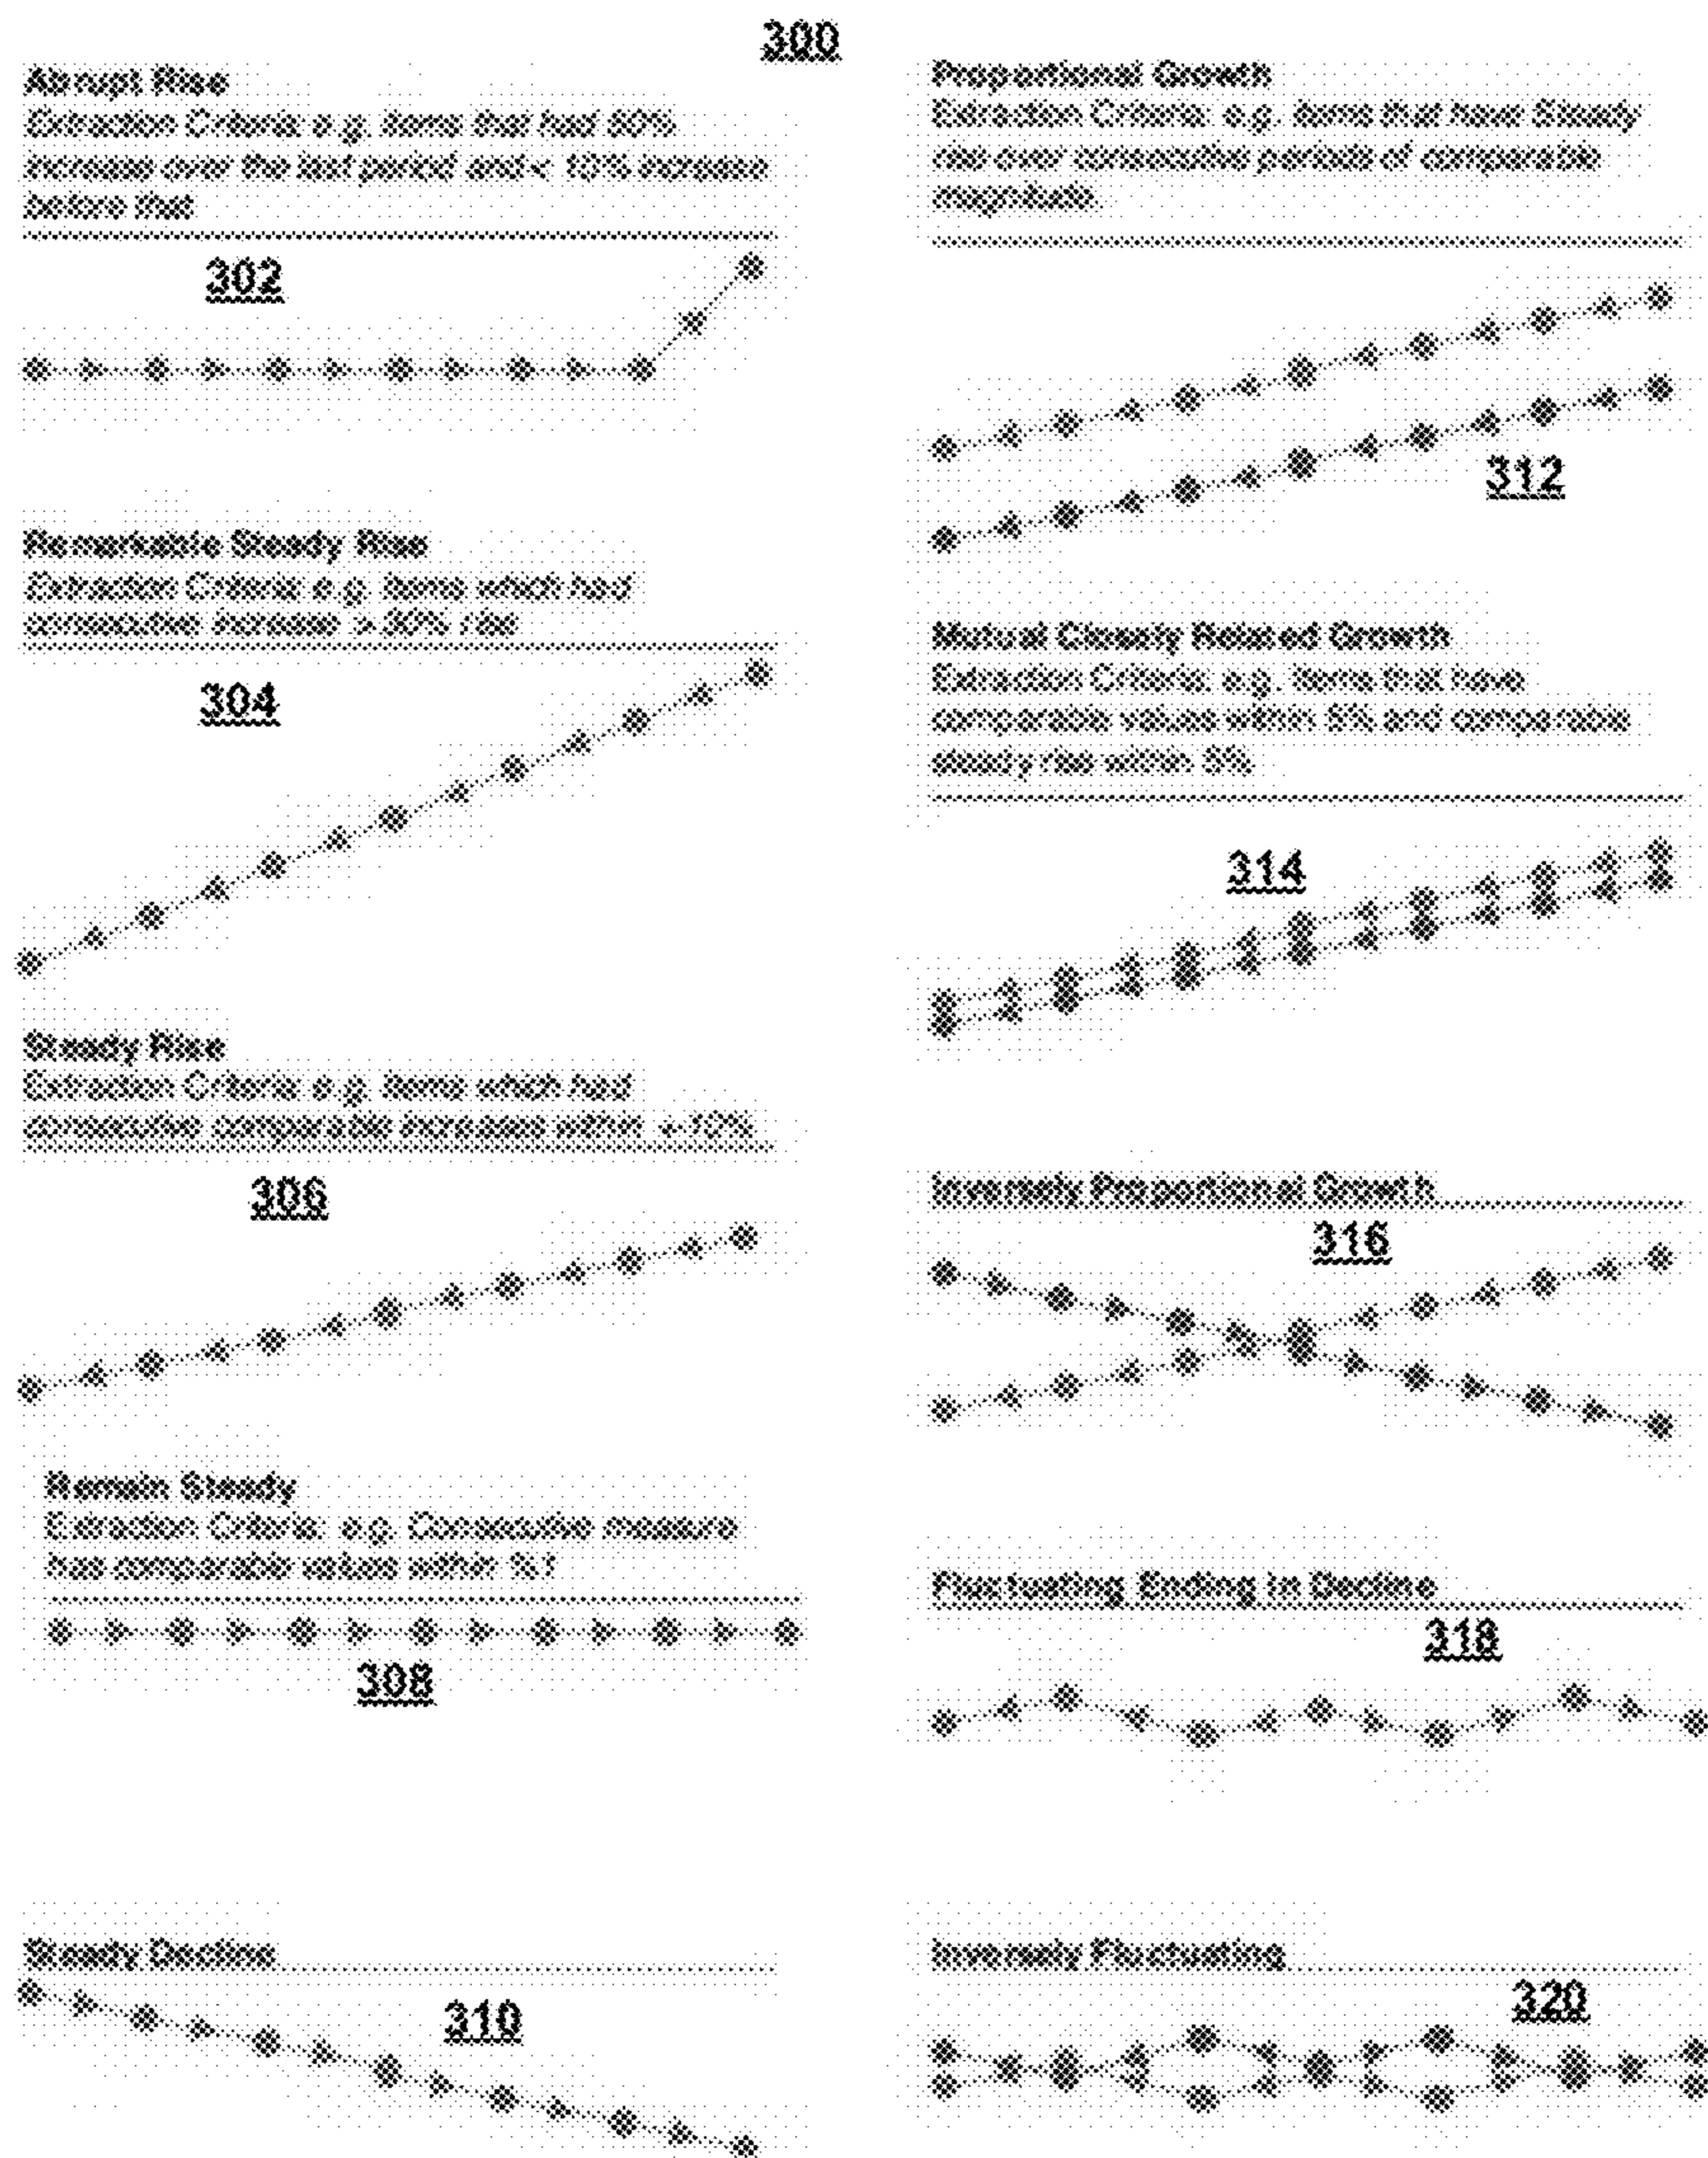 300
Abrupt Rise
Extraction Criteria e.g. items that had 50%
increase over the last period and < 10% increase
before that
302
Remarkable Steady Rise
Extraction Criteria e.g. items which had
consecutive increases > 30% rise
304
Steady Rise
Extraction Criteria e.g. items which had
consecutive comparable increases within 10%
306
Remain Steady
Extraction Criteria e.g. Consecutive measure
has comparable values within
308
Steady Decline
310
Proportional Growth
Extraction Criteria e.g. items that have Steady
rise over consecutive periods of comparable
magnitude
312
Mutual Closely Related Growth
Extraction Criteria e.g. items that have
comparable values within 5% and comparable
steady rise within 5%
314
Inversely Proportional Growth
316
Fluctuating Ending in Decline
318
Inversely Fluctuating
320